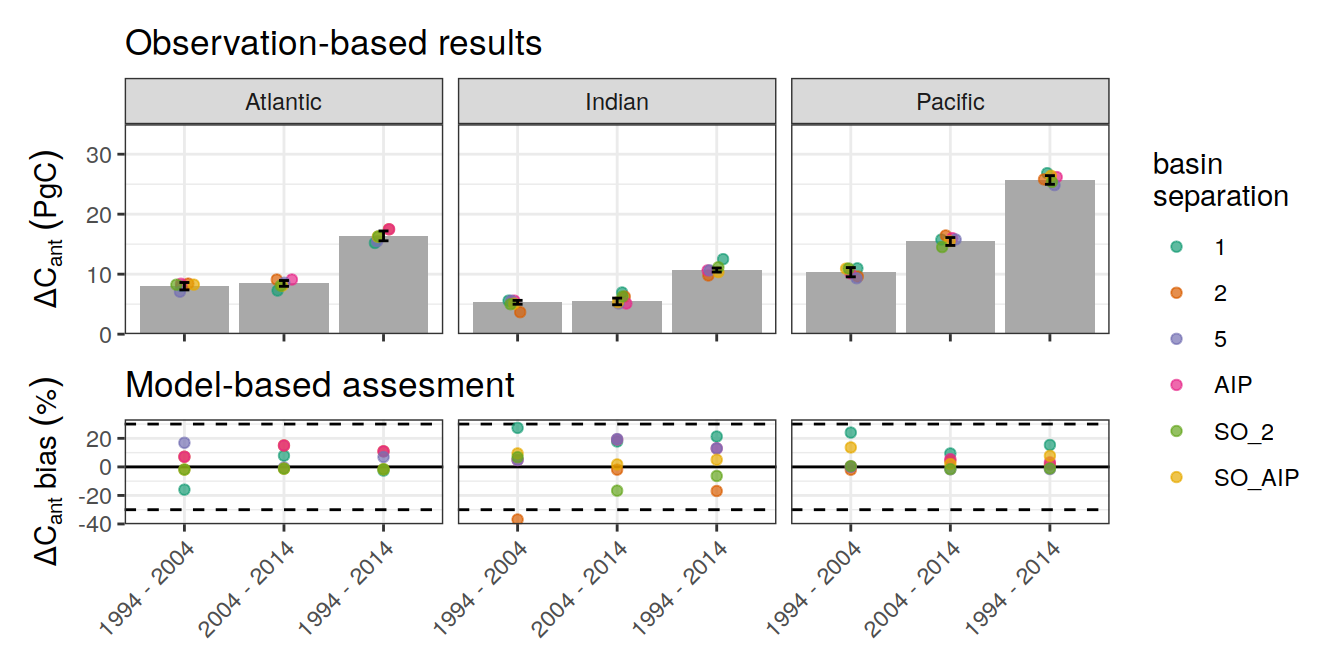 Observation-based results
Atlantic
Indian
Pacific
ΔCant (PgC)
30
20
10
0
Model-based assesment
ΔCant bias (%)
20
0
-20
-40
1994 - 2004
2004 - 2014
1994 - 2014
1994 - 2004
2004 - 2014
1994 - 2014
1994 - 2004
2004 - 2014
1994 - 2014
basin
separation
1
2
5
AIP
SO_2
SO_AIP